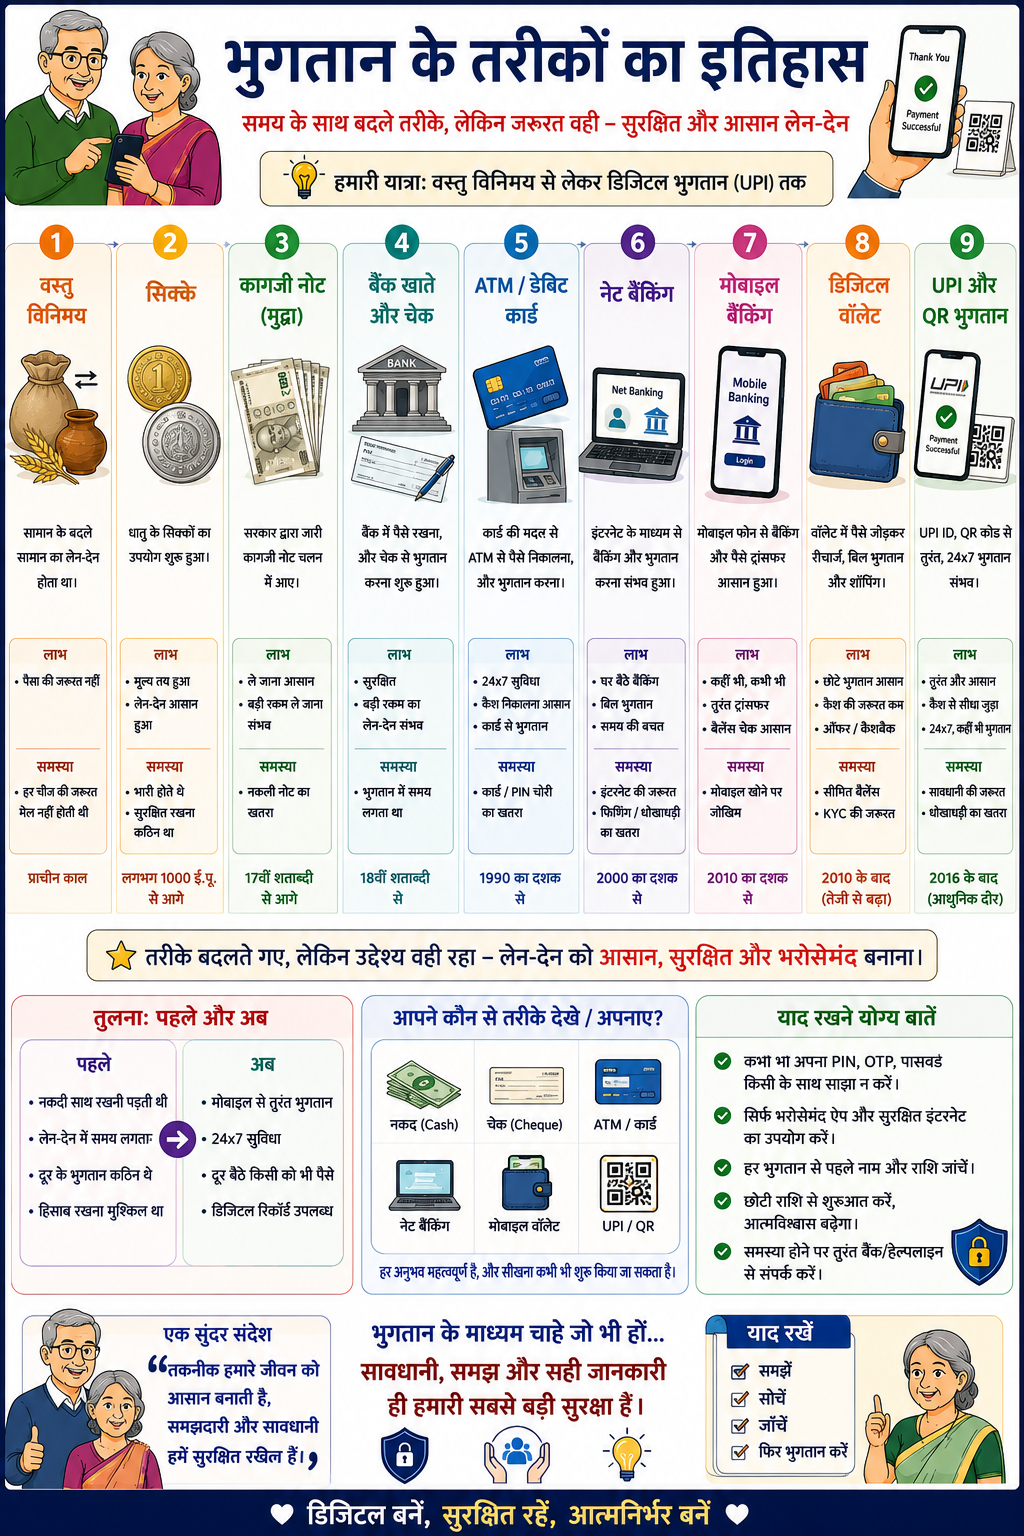 भुगतान के तरीकों का इतिहास
समय के साथ बदले तरीके, लेकिन जरूरत वही – सुरक्षित और आसान लेन-देन
हमारी यात्रा: वस्तु विनिमय से लेकर डिजिटल भुगतान (UPI) तक
Thank You
Payment
Successful
1
वस्तु
विनिमय
सामान के बदले
सामान का लेन-देन
होता था।
लाभ
• पैसा की जरूरत नहीं
समस्या
• हर चीज की जरूरत
मेल नहीं होती थी
प्राचीन काल
2
सिक्के
1
धातु के सिक्कों का
उपयोग शुरू हुआ।
लाभ
• मूल्य तय हुआ
• लेन-देन आसान
हुआ
समस्या
• भारी होते थे
• सुरक्षित रखना
कठिन था
लगभग 1000 ई.पू.
से आगे
3
कागजी नोट
(मुद्रा)
सरकार द्वारा जारी
कागजी नोट चलन
में आए।
लाभ
• ले जाना आसान
• बड़ी रकम ले जाना
संभव
समस्या
• नकली नोट का
खतरा
17वीं शताब्दी
से आगे
4
बैंक खाते
और चेक
BANK
बैंक में पैसे रखना,
और चेक से भुगतान
करना शुरू हुआ।
लाभ
• सुरक्षित
• बड़ी रकम का
लेन-देन संभव
समस्या
• भुगतान में समय
लगता था
18वीं शताब्दी
से
5
ATM / डेबिट
कार्ड
कार्ड की मदल से
ATM से पैसे निकालना,
और भुगतान करना।
लाभ
• 24x7 सुविधा
• कैश निकालना आसान
• कार्ड से भुगतान
समस्या
• कार्ड / PIN चोरी
का खतरा
1990 का दशक
से
6
नेट बैंकिंग
Net Banking
इंटरनेट के माध्यम से
बैंकिंग और भुगतान
करना संभव हुआ।
लाभ
• घर बैठे बैंकिंग
• बिल भुगतान
• समय की बचत
समस्या
• इंटरनेट की जरूरत
• फिशिंग / धोखाधड़ी
का खतरा
2000 का दशक
से
7
मोबाइल
बैंकिंग
Mobile
Banking
Login
मोबाइल फोन से बैंकिंग
और पैसे ट्रांसफर
आसान हुआ।
लाभ
• कहीं भी, कभी भी
• तुरंत ट्रांसफर
• बैलेंस चेक आसान
समस्या
• मोबाइल खोने पर
जोखिम
2010 का दशक
से
8
डिजिटल
वॉलेट
वॉलेट में पैसे जोड़कर
रीचार्ज, बिल भुगतान
और शॉपिंग।
लाभ
• छोटे भुगतान आसान
• कैश की जरूरत कम
• ऑफर / कैशबैक
समस्या
• सीमित बैलेंस
• KYC की जरूरत
2010 के बाद
(तेजी से बढ़ा)
9
UPI और
QR भुगतान
UPI
Payment
Successful
UPI ID, QR कोड से
तुरंत, 24x7 भुगतान
संभव।
लाभ
• तुरंत और आसान
• कैश से सीधा जुड़ा
• 24x7, कहीं भी भुगतान
समस्या
• सावधानी की जरूरत
• धोखाधड़ी का खतरा
2016 के बाद
(आधुनिक दौर)
तरीके बदलते गए, लेकिन उद्देश्य वही रहा – लेन-देन को आसान, सुरक्षित और भरोसेमंद बनाना।
तुलना: पहले और अब
पहले
• नकदी साथ रखनी पड़ती थी
• लेन-देन में समय लगता
• दूर के भुगतान कठिन थे
• हिसाब रखना मुश्किल था
अब
• मोबाइल से तुरंत भुगतान
• 24x7 सुविधा
• दूर बैठे किसी को भी पैसे
• डिजिटल रिकॉर्ड उपलब्ध
आपने कौन से तरीके देखे / अपनाए?
नकद (Cash)
चेक (Cheque)
ATM / कार्ड
नेट बैंकिंग
मोबाइल वॉलेट
UPI / QR
हर अनुभव महत्वपूर्ण है, और सीखना कभी भी शुरू किया जा सकता है।
याद रखने योग्य बातें
कभी भी अपना PIN, OTP, पासवर्ड
किसी के साथ साझा न करें।
सिर्फ भरोसेमंद ऐप और सुरक्षित इंटरनेट
का उपयोग करें।
हर भुगतान से पहले नाम और राशि जांचें।
छोटी राशि से शुरूआत करें,
आत्मविश्वास बढ़ेगा।
समस्या होने पर तुरंत बैंक/हेल्पलाइन
से संपर्क करें।
एक सुंदर संदेश
“तकनीक हमारे जीवन को
आसान बनाती है,
समझदारी और सावधानी
हमें सुरक्षित रखिल हैं।”
भुगतान के माध्यम चाहे जो भी हों...
सावधानी, समझ और सही जानकारी
ही हमारी सबसे बड़ी सुरक्षा हैं।
याद रखें
समझें
सोचें
जाँचें
फिर भुगतान करें
डिजिटल बनें, सुरक्षित रहें, आत्मनिर्भर बनें